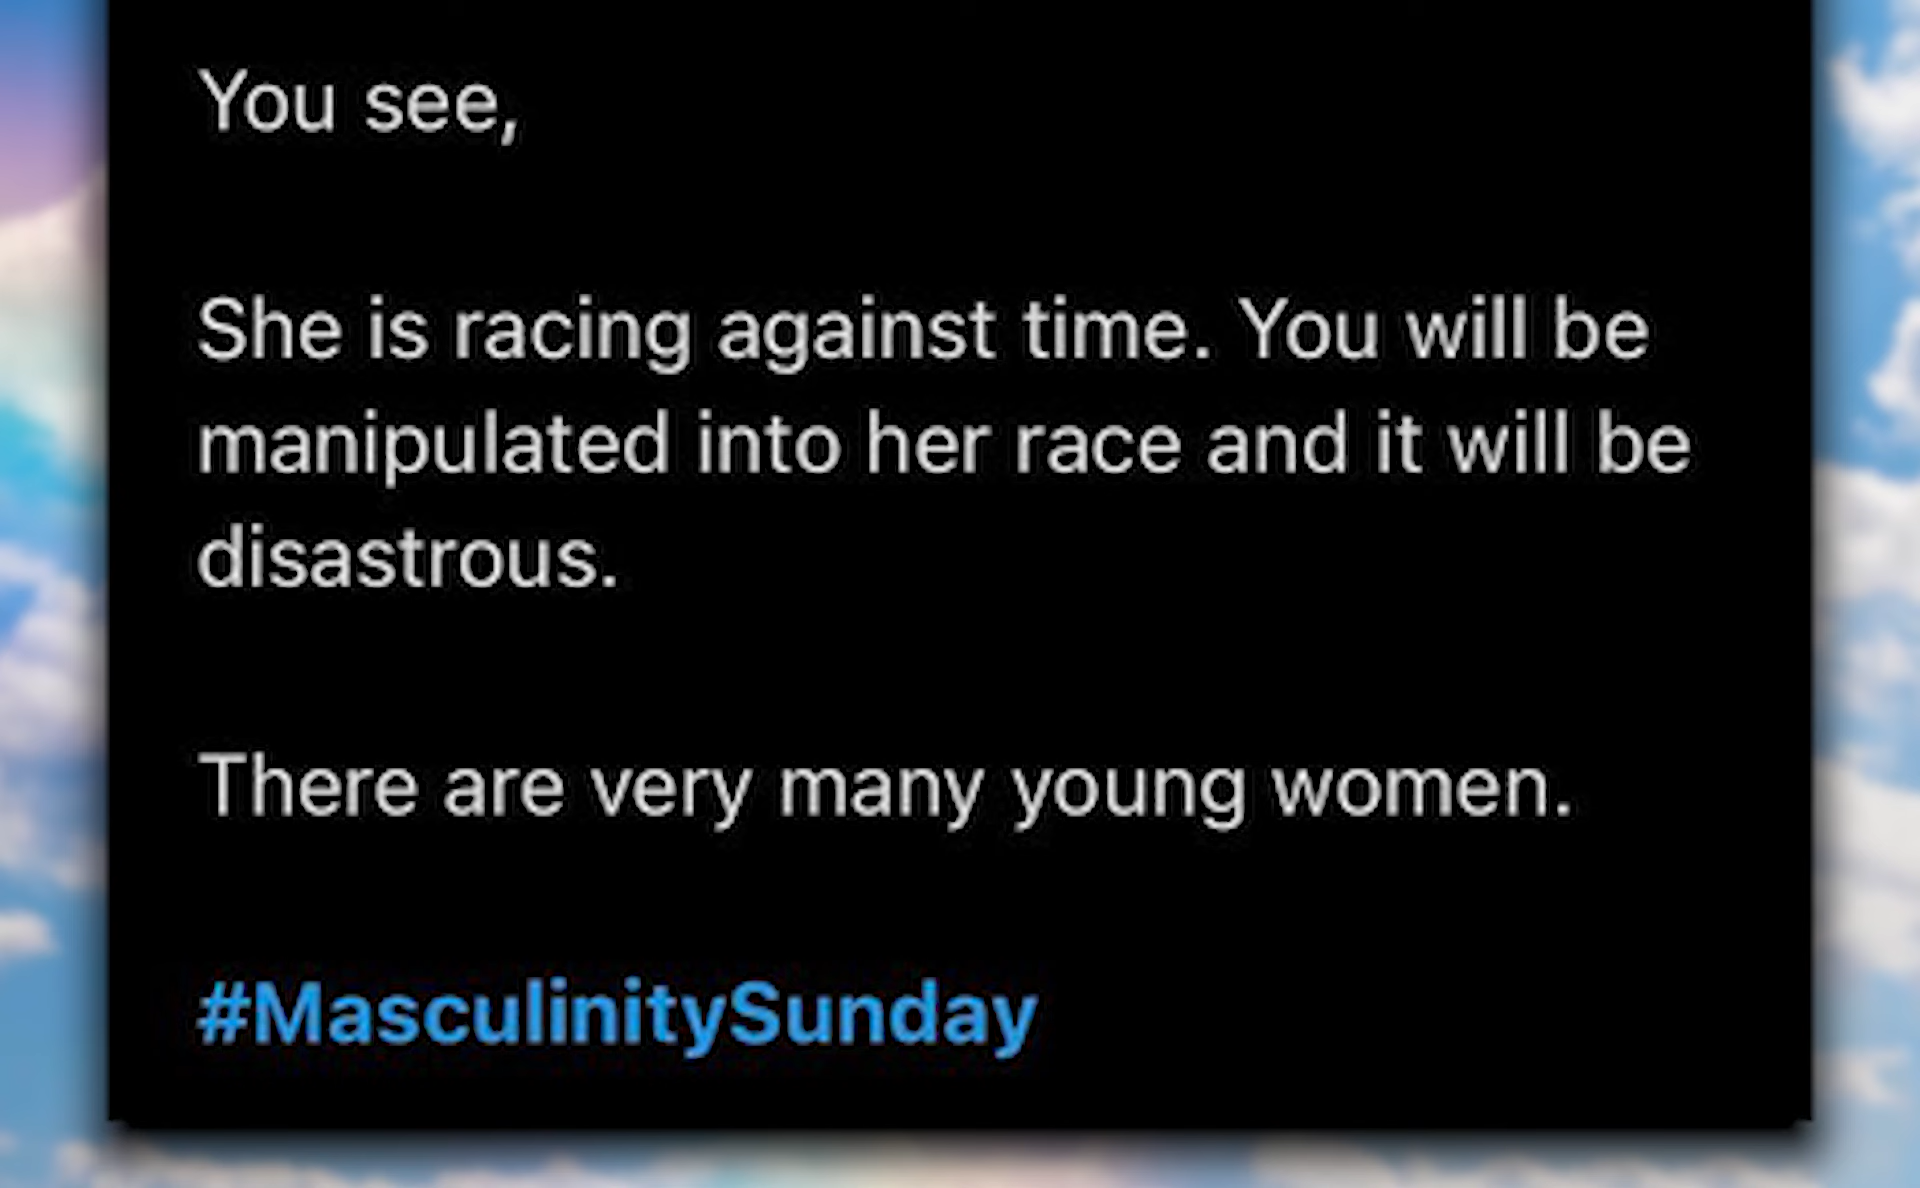 You see,
She is racing against time. You will be
manipulated into her race and it will be
disastrous.
There are very many young women.
#MasculinitySunday